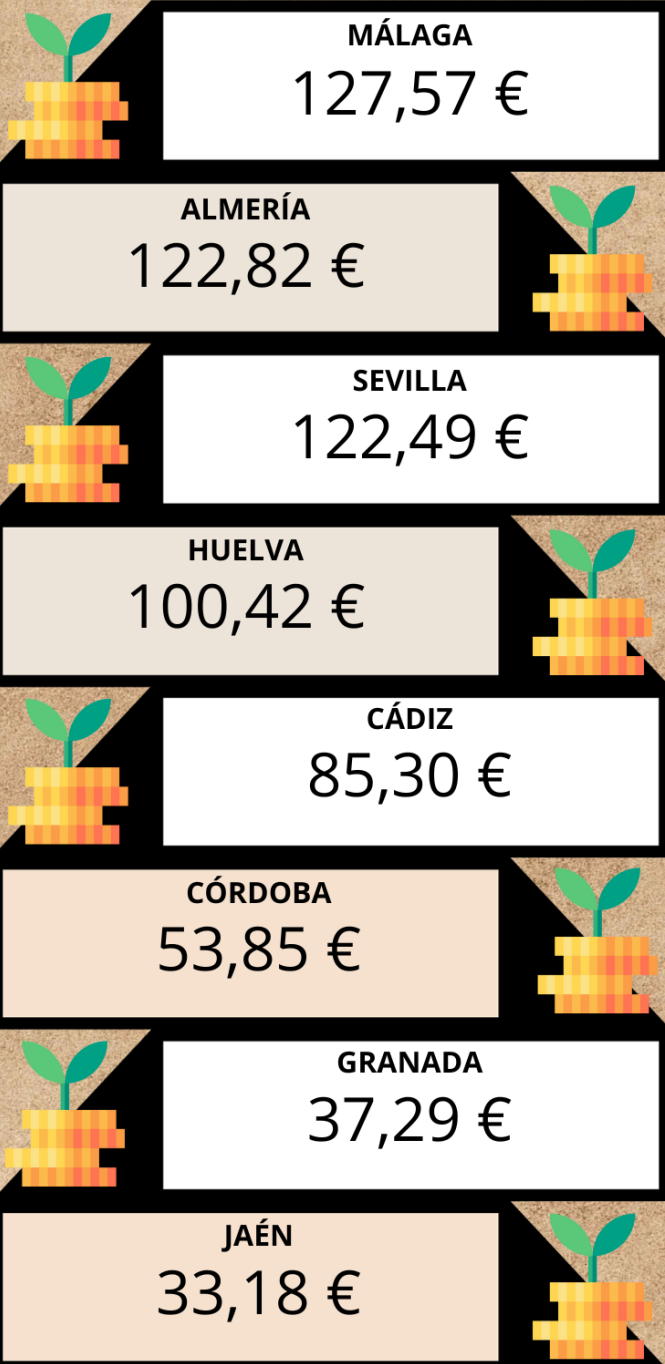 MÁLAGA
127,57 €
ALMERÍA
122,82 €
SEVILLA
122,49 €
HUELVA
100,42 €
CÁDIZ
85,30 €
CÓRDOBA
53,85 €
GRANADA
37,29 €
JAÉN
33,18 €